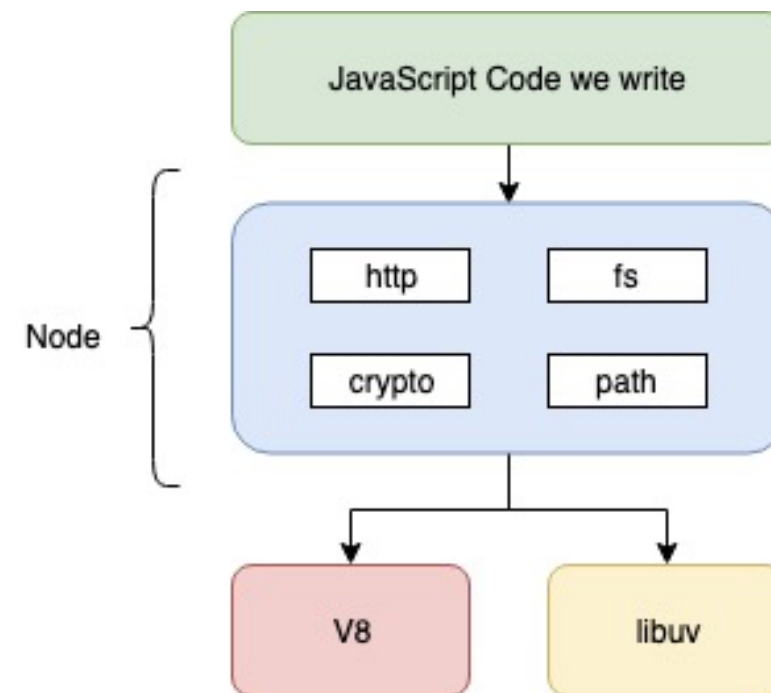 JavaScript Code we write
http
fs
Node
crypto
path
V8
libuv